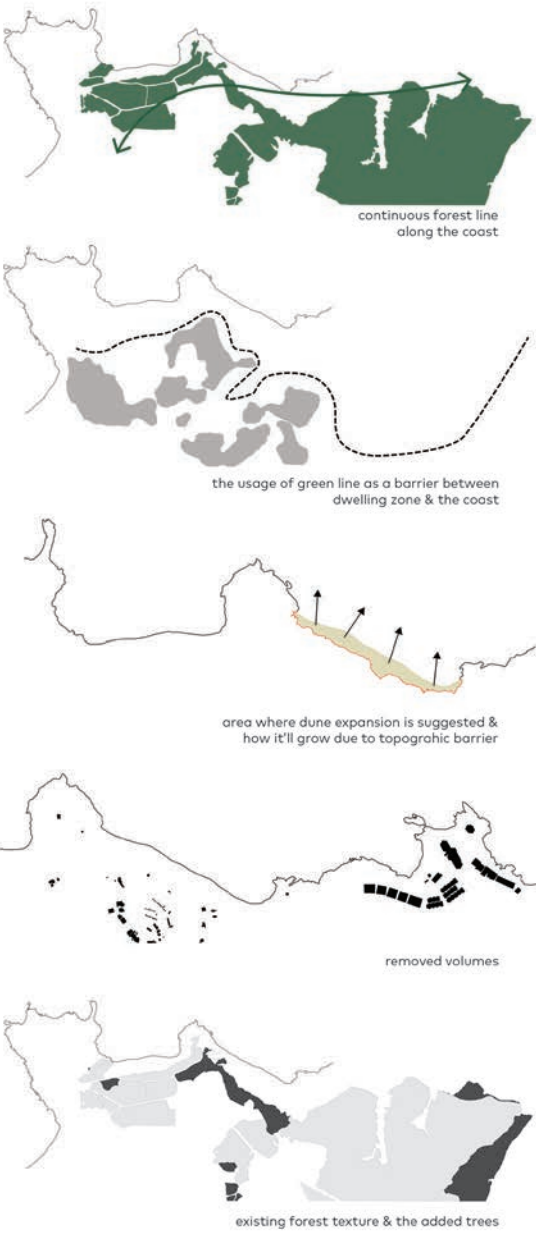 continuous forest line
along the coast
the usage of green line as a barrier between
dwelling zone & the coast
area where dune expansion is suggested &
how it'll grow due to topograhic barrier
removed volumes
existing forest texture & the added trees